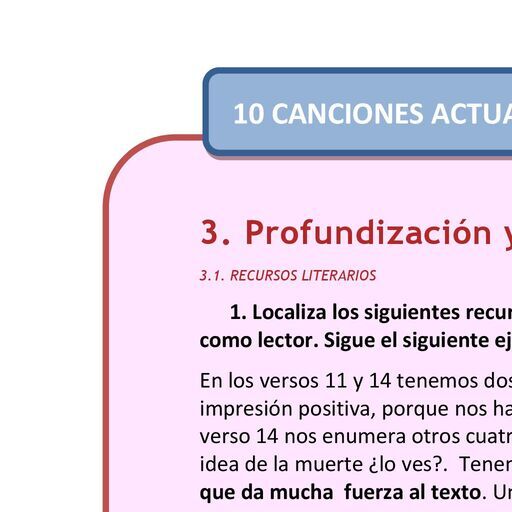 10 CANCIONES ACTUA
3. Profundización y
3.1. RECURSOS LITERARIOS
1. Localiza los siguientes recur
como lector. Sigue el siguiente ej
En los versos 11 y 14 tenemos dos
impresión positiva, porque nos ha
verso 14 nos enumera otros cuatr
idea de la muerte ¿lo ves?. Tener
que da mucha fuerza al texto. Un